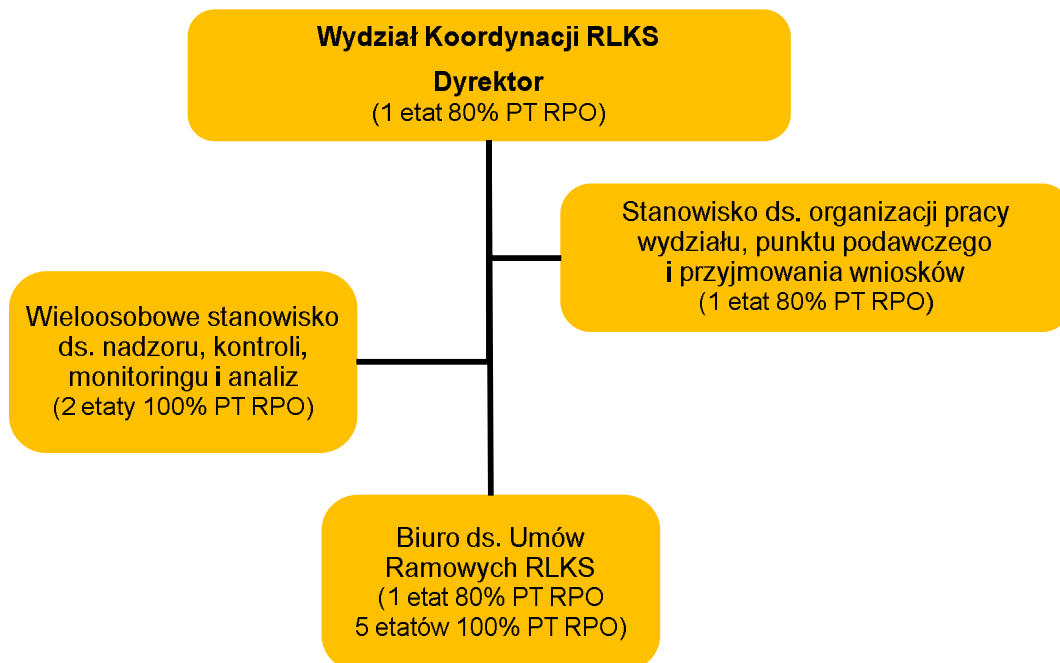 Wydział Koordynacji RLKS
Dyrektor
(1 etat 80% PT RPO)
Stanowisko ds. organizacji pracy
wydziału, punktu podawczego
i przyjmowania wniosków
(1 etat 80% PT RPO)
Wieloosobowe stanowisko
ds. nadzoru, kontroli,
monitoringu i analiz
(2 etaty 100% PT RPO)
Biuro ds. Umów
Ramowych RLKS
(1 etat 80% PT RPO
5 etatów 100% PT RPO)